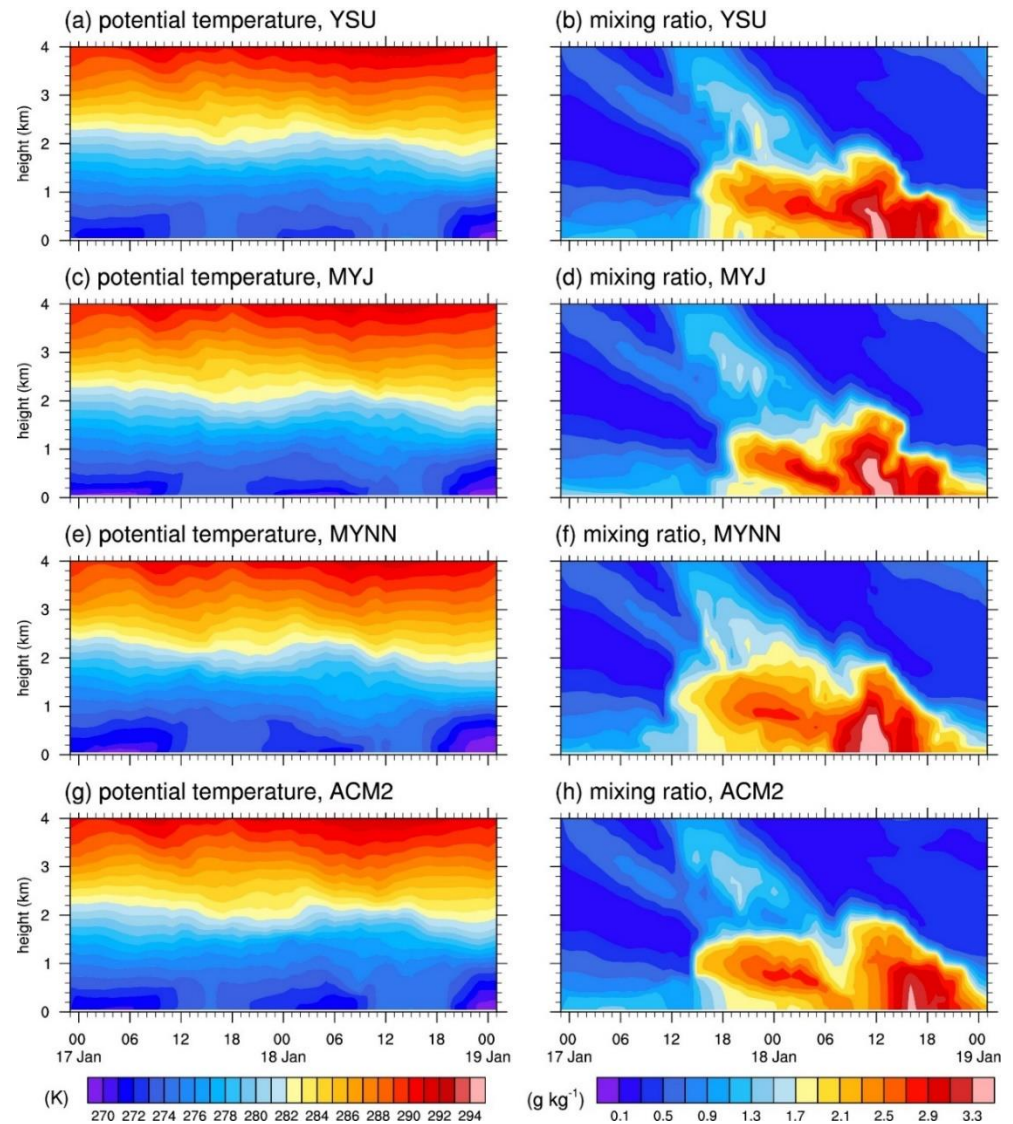 (a) potential temperature, YSU
(b) mixing ratio, YSU
4
3
2
1
0
height (km)
(c) potential temperature, MYJ
(d) mixing ratio, MYJ
4
3
2
1
0
height (km)
(e) potential temperature, MYNN
(f) mixing ratio, MYNN
4
3
2
1
0
height (km)
(g) potential temperature, ACM2
(h) mixing ratio, ACM2
4
3
2
1
0
height (km)
00 06 12 18 00 06 12 18 00
17 Jan 18 Jan 19 Jan
00 06 12 18 00 06 12 18 00
17 Jan 18 Jan 19 Jan
(K)
270 272 274 276 278 280 282 284 286 288 290 292 294
(g kg⁻¹)
0.1 0.5 0.9 1.3 1.7 2.1 2.5 2.9 3.3